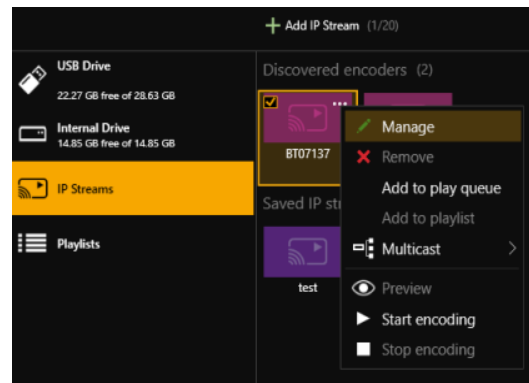 Add IP Stream (1/20)
USB Drive
22.27 GB free of 28.63 GB
Internal Drive
14.85 GB free of 14.85 GB
IP Streams
Playlists
Discovered encoders (2)
BT07137
Saved IP str
test
Manage
Remove
Add to play queue
Add to playlist
Multicast
Preview
Start encoding
Stop encoding